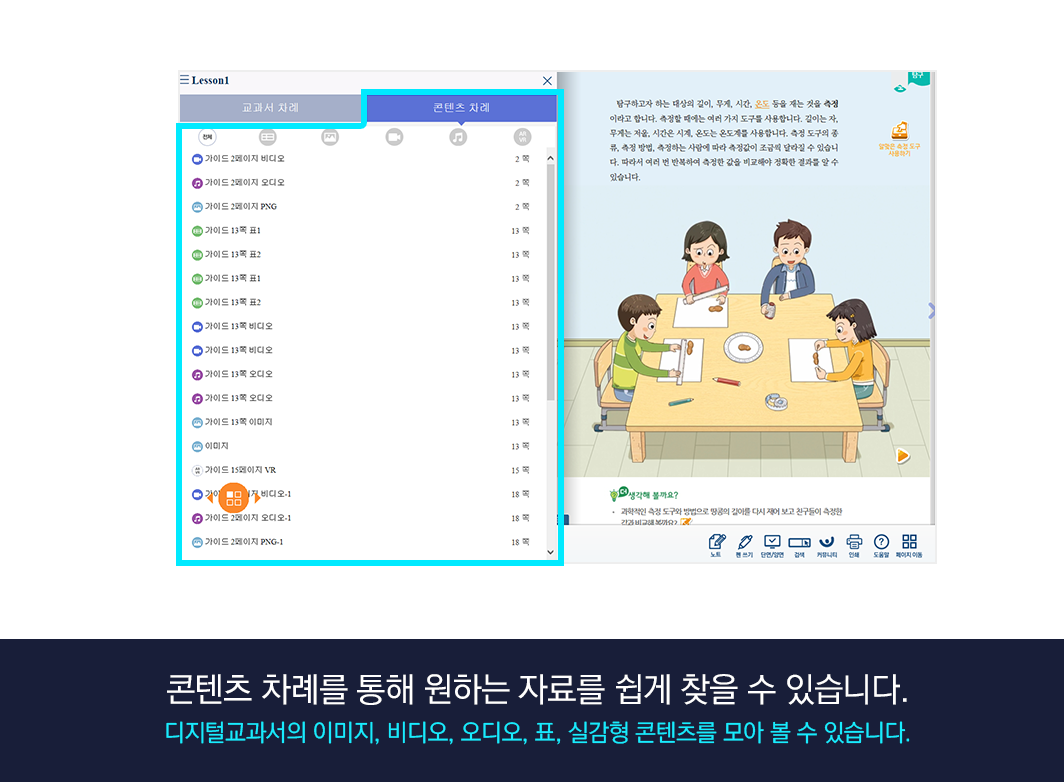 Lesson1
교과서 차례
콘텐츠 차례
전체
AR
VR
가이드 2페이지 비디오 2 쪽
가이드 2페이지 오디오 2 쪽
가이드 2페이지 PNG 2 쪽
가이드 13쪽 표1 13 쪽
가이드 13쪽 표2 13 쪽
가이드 13쪽 표1 13 쪽
가이드 13쪽 표2 13 쪽
가이드 13쪽 비디오 13 쪽
가이드 13쪽 비디오 13 쪽
가이드 13쪽 오디오 13 쪽
가이드 13쪽 오디오 13 쪽
가이드 13쪽 이미지 13 쪽
이미지 13 쪽
가이드 15페이지 VR 15 쪽
비디오-1 18 쪽
가이드 2페이지 오디오-1 18 쪽
가이드 2페이지 PNG-1 18 쪽
탐구
탐구하고자 하는 대상의 길이, 무게, 시간, 온도 등을 재는 것을 측정
이라고 합니다. 측정할 때에는 여러 가지 도구를 사용합니다. 길이는 자,
무게는 저울, 시간은 시계, 온도는 온도계를 사용합니다. 측정 도구의 종
류, 측정 방법, 측정하는 사람에 따라 측정값이 조금씩 달라질 수 있습니
다. 따라서 여러 번 반복하여 측정한 값을 비교해야 정확한 결과를 알 수
있습니다.
알맞은 측정 도구
사용하기
더 생각해 볼까요?
• 과학적인 측정 도구와 방법으로 땅콩의 길이를 다시 재어 보고 친구들이 측정한
값과 비교해 볼까요?
노트
펜 쓰기
단면/양면
검색
커뮤니티
인쇄
도움말
페이지 이동
콘텐츠 차례를 통해 원하는 자료를 쉽게 찾을 수 있습니다.
디지털교과서의 이미지, 비디오, 오디오, 표, 실감형 콘텐츠를 모아 볼 수 있습니다.